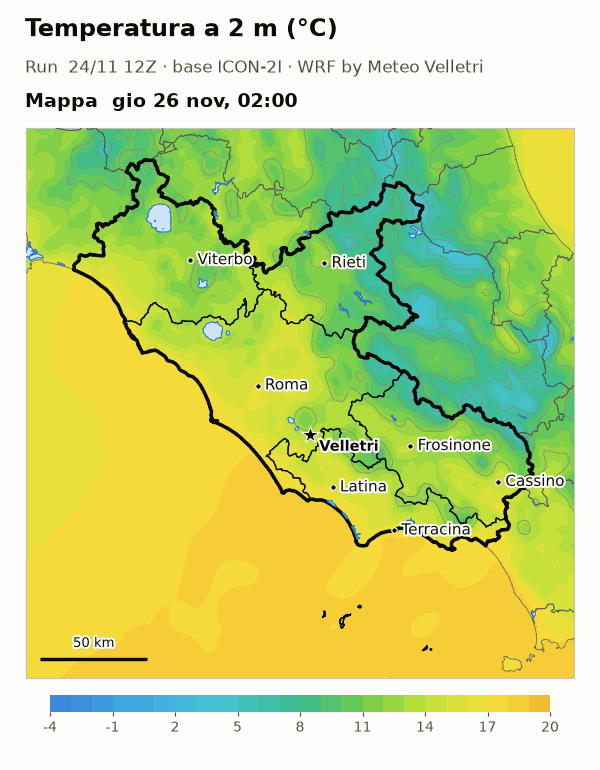 Temperatura a 2 m (°C)
Run  24/11 12Z · base ICON-2I · WRF by Meteo Velletri
Mappa  gio 26 nov, 02:00
Viterbo
Rieti
Roma
Velletri
Frosinone
Latina
Cassino
Terracina
50 km
-4 -1 2 5 8 11 14 17 20